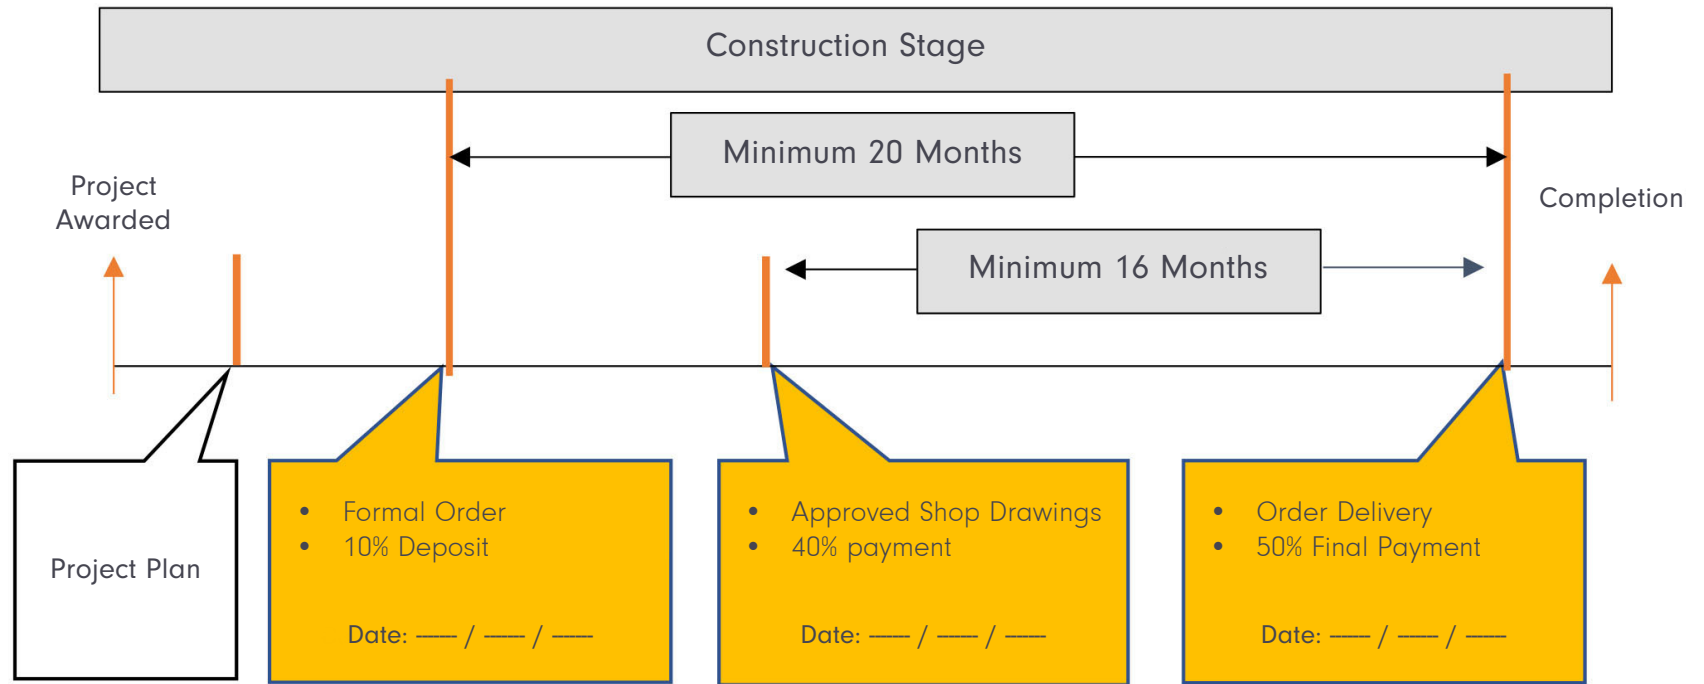 Construction Stage
Minimum 20 Months
Project
Awarded
Completion
Minimum 16 Months
Project Plan
• Formal Order
• 10% Deposit
Date: ------ / ------ / ------
• Approved Shop Drawings
• 40% payment
Date: ------ / ------ / ------
• Order Delivery
• 50% Final Payment
Date: ------ / ------ / ------